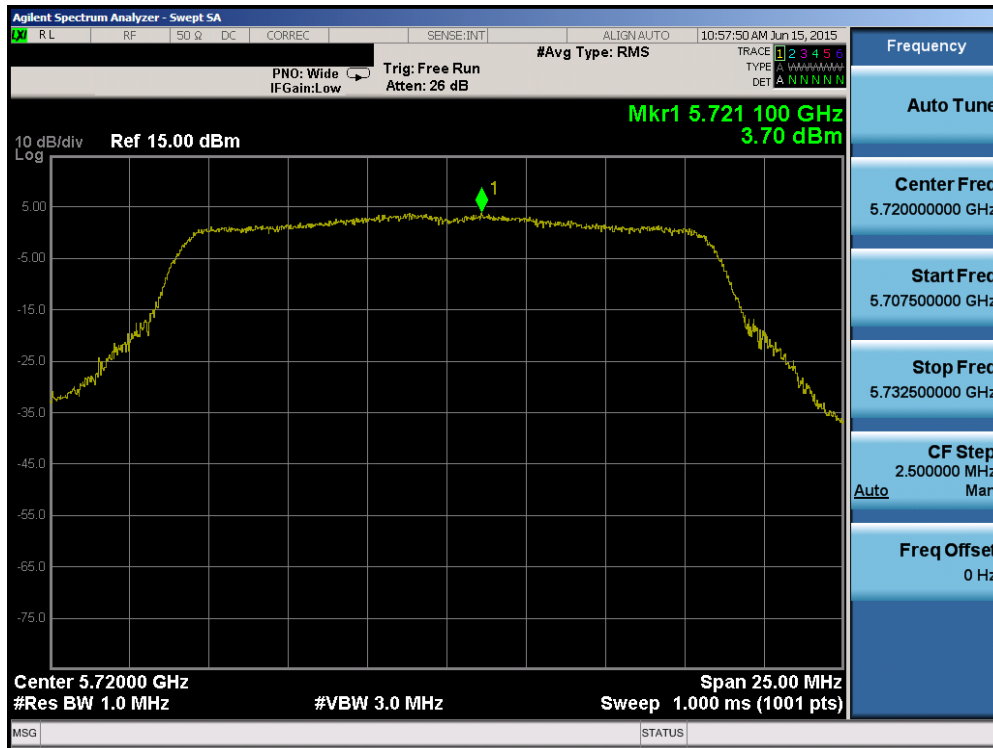 Agilent Spectrum Analyzer - Swept SA
LXI RL RF 50 Ω DC CORREC SENSE:INT ALIGN AUTO 10:57:50 AM Jun 15, 2015
PNO: Wide IFGain:Low
Trig: Free Run
Atten: 26 dB
#Avg Type: RMS
TRACE 1 2 3 4 5 6
TYPE A WWWWW
DET A N N N N N
Mkr1 5.721 100 GHz
3.70 dBm
10 dB/div Ref 15.00 dBm
Log
1
5.00
-5.00
-15.0
-25.0
-35.0
-45.0
-55.0
-65.0
-75.0
Center 5.72000 GHz Span 25.00 MHz
#Res BW 1.0 MHz #VBW 3.0 MHz Sweep 1.000 ms (1001 pts)
MSG STATUS
Frequency
Auto Tune
Center Freq
5.720000000 GHz
Start Freq
5.707500000 GHz
Stop Freq
5.732500000 GHz
CF Step
2.500000 MHz
Auto Man
Freq Offset
0 Hz